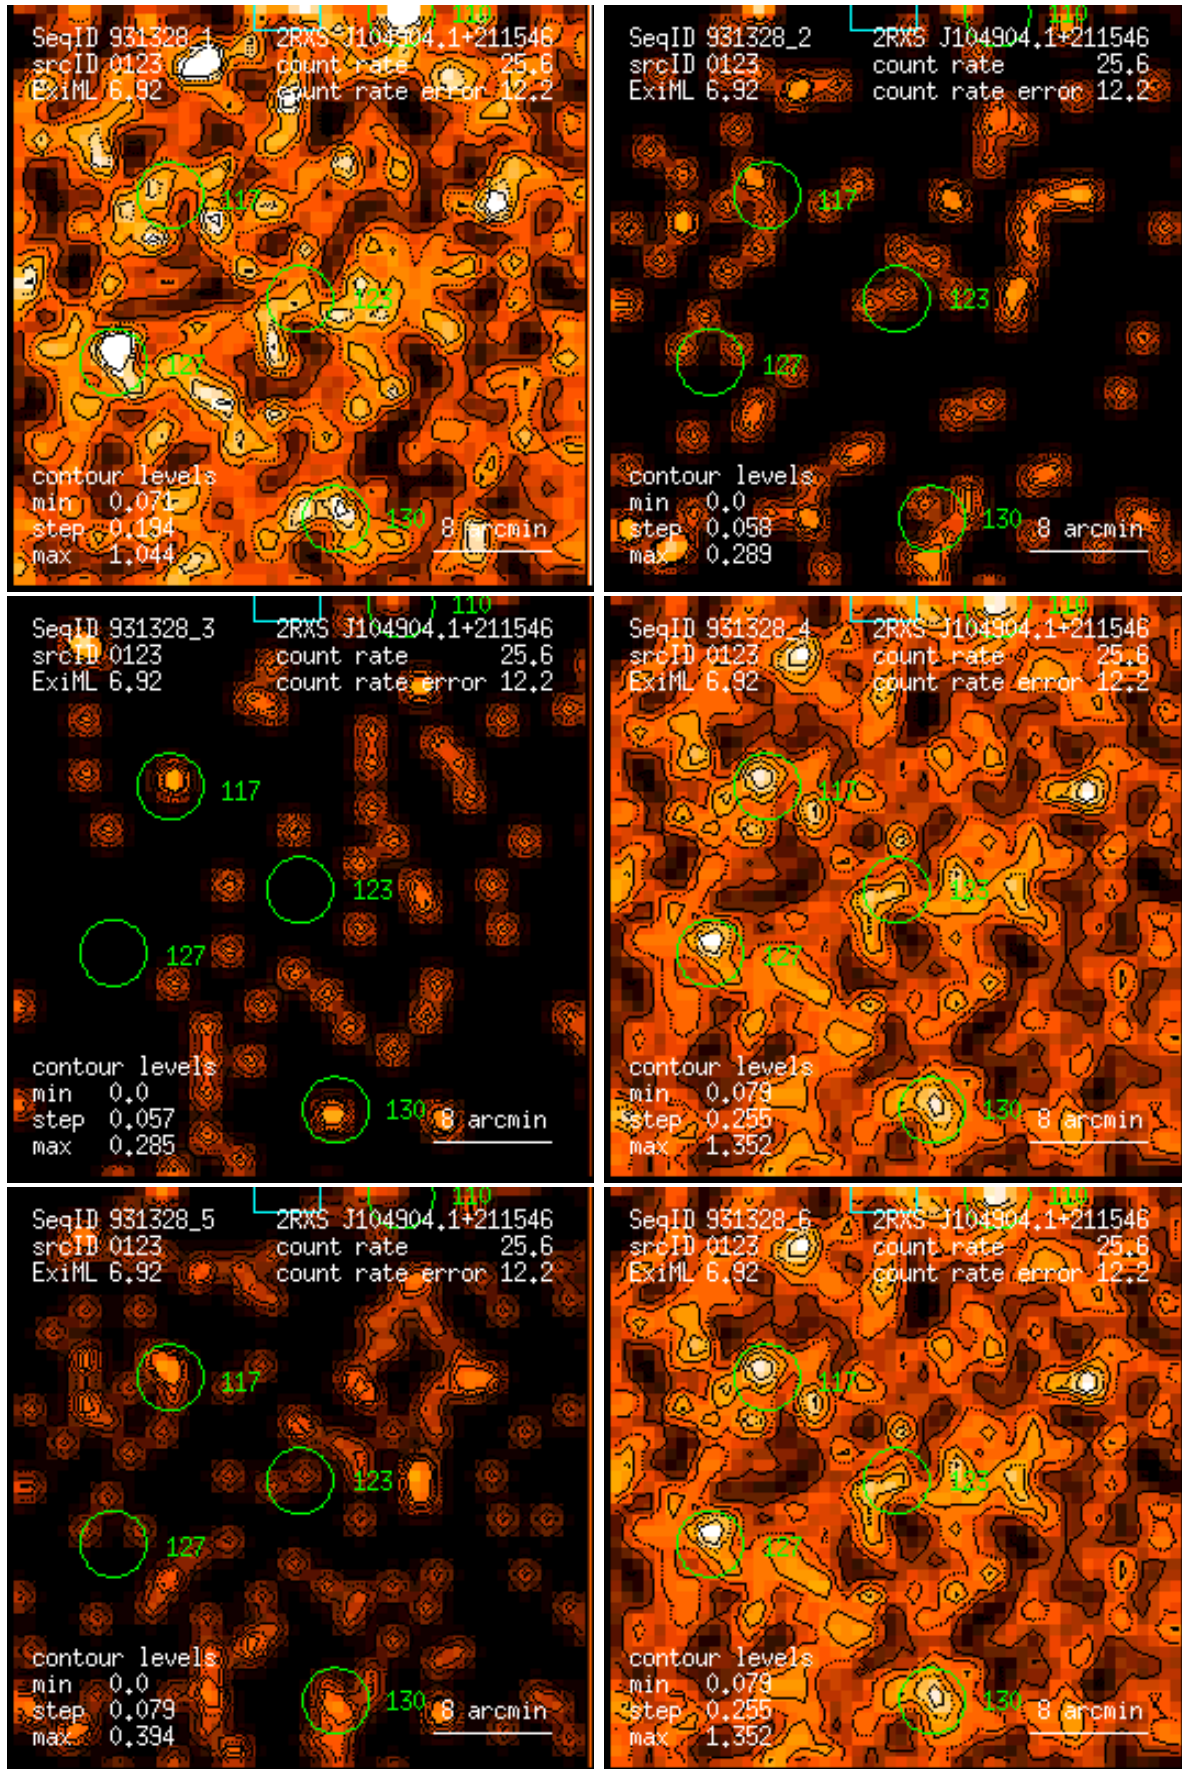 110
SeqID 931328_1 2RXS J104904.1+211546
srcID 0123 count rate 25.6
ExiML 6.92 count rate error 12.2
117
123
127
contour levels
min 0.071
step 0.194
max 1.044
130
8 arcmin
110
SeqID 931328_2 2RXS J104904.1+211546
srcID 0123 count rate 25.6
ExiML 6.92 count rate error 12.2
117
123
127
contour levels
min 0.0
step 0.058
max 0.289
130
8 arcmin
110
SeqID 931328_3 2RXS J104904.1+211546
srcID 0123 count rate 25.6
ExiML 6.92 count rate error 12.2
117
123
127
contour levels
min 0.0
step 0.057
max 0.285
130
8 arcmin
110
SeqID 931328_4 2RXS J104904.1+211546
srcID 0123 count rate 25.6
ExiML 6.92 count rate error 12.2
117
123
127
contour levels
min 0.079
step 0.255
max 1.352
130
8 arcmin
110
SeqID 931328_5 2RXS J104904.1+211546
srcID 0123 count rate 25.6
ExiML 6.92 count rate error 12.2
117
123
127
contour levels
min 0.0
step 0.079
max 0.394
130
8 arcmin
110
SeqID 931328_6 2RXS J104904.1+211546
srcID 0123 count rate 25.6
ExiML 6.92 count rate error 12.2
117
123
127
contour levels
min 0.079
step 0.255
max 1.352
130
8 arcmin